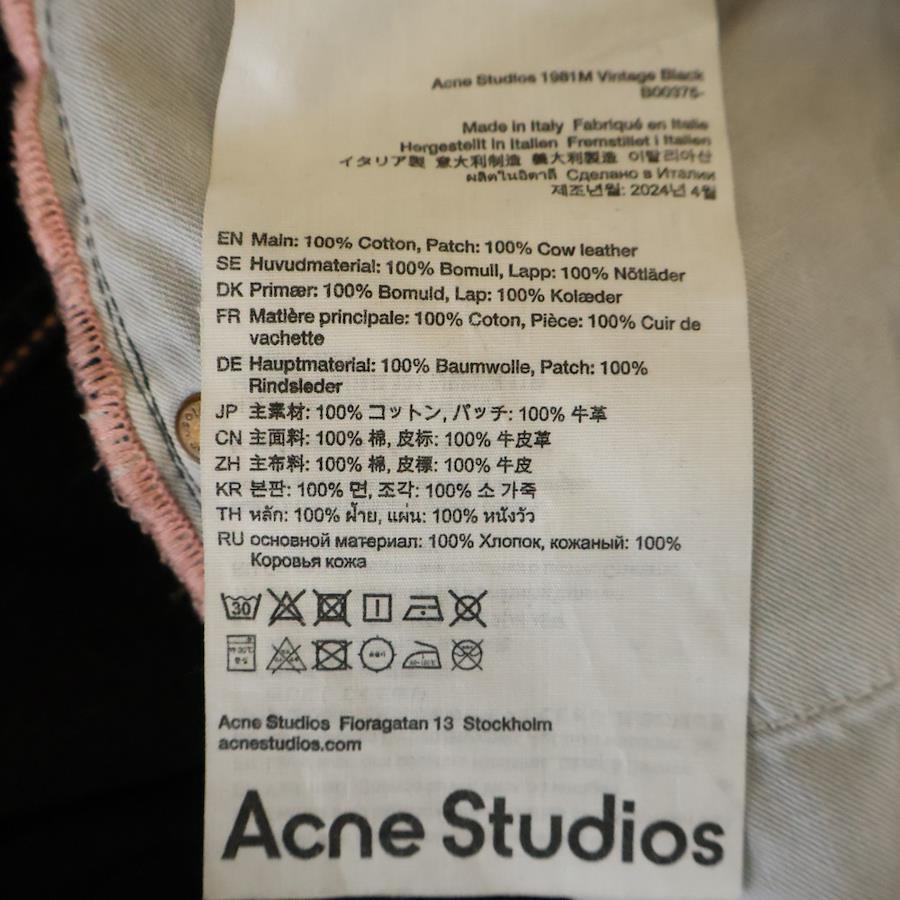 Acne Studios 1981M Vintage Black
B00375-
Made in Italy Fabriqué en Italie
Hergestellt in Italien Fremstillet i Italien
イタリア製 意大利制造 義大利製造 이탈리아산
ผลิตในอิตาลี Сделано в Италии
제조년월: 2024년 4월
EN Main: 100% Cotton, Patch: 100% Cow leather
SE Huvudmaterial: 100% Bomull, Lapp: 100% Nötläder
DK Primær: 100% Bomuld, Lap: 100% Kolæder
FR Matière principale: 100% Coton, Pièce: 100% Cuir de
vachette
DE Hauptmaterial: 100% Baumwolle, Patch: 100%
Rindsleder
JP 主素材: 100% コットン, パッチ: 100% 牛革
CN 主面料: 100% 棉, 皮标: 100% 牛皮革
ZH 主布料: 100% 棉, 皮標: 100% 牛皮
KR 본판: 100% 면, 조각: 100% 소 가죽
TH หลัก: 100% ฝ้าย, แผ่น: 100% หนังวัว
RU основной материал: 100% Хлопок, кожаный: 100%
Коровья кожа
30
Acne Studios Floragatan 13 Stockholm
acnestudios.com
Acne Studios